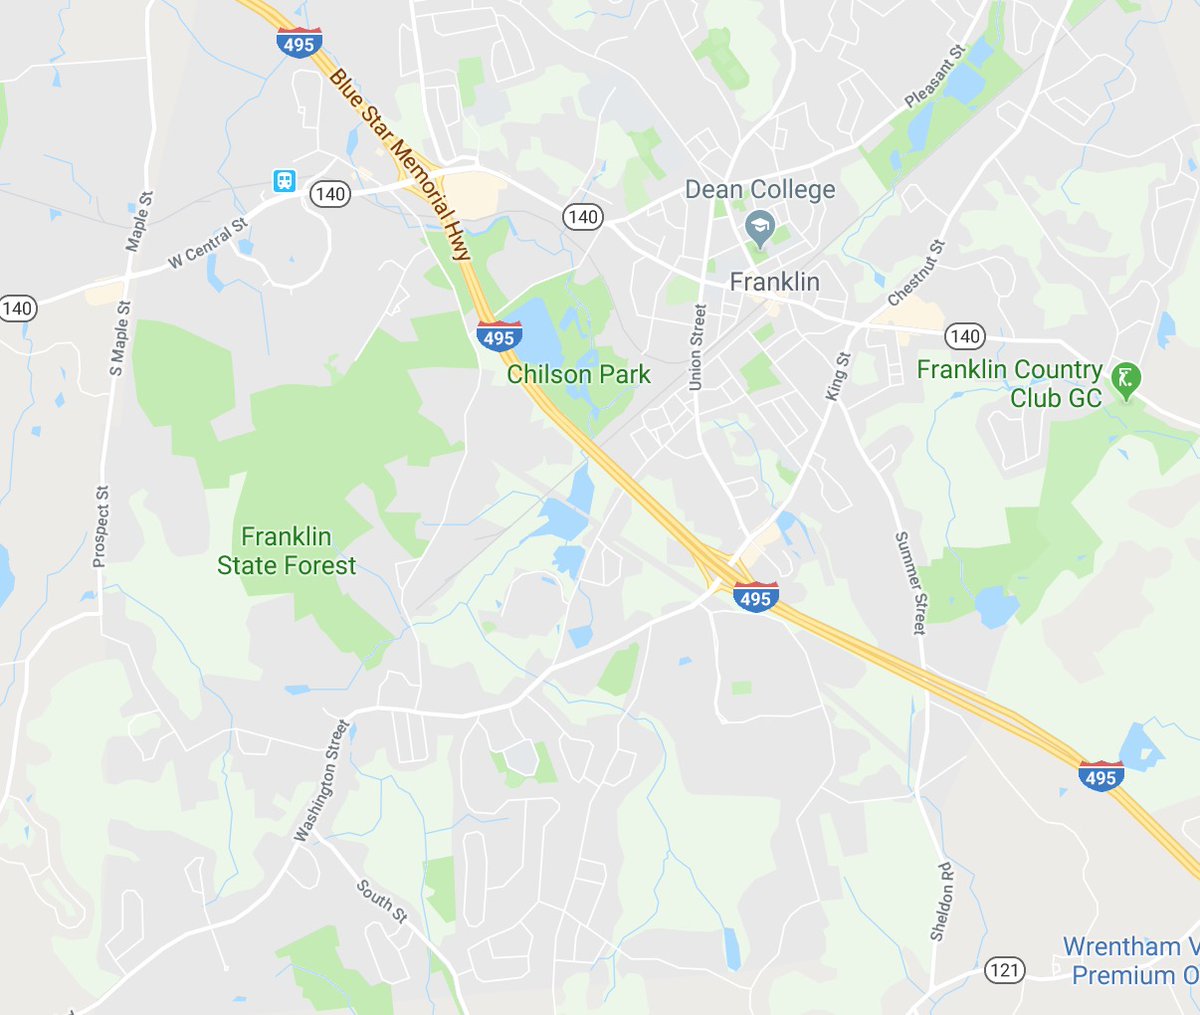 495
Blue Star Memorial Hwy
Pleasant St
140
Dean College
140
Maple St
W Central St
Franklin
Chestnut St
140
S Maple St
495
Union Street
140
King St
Chilson Park
Franklin Country
Club GC
Prospect St
Franklin
State Forest
Summer Street
495
Washington Street
495
South St
Sheldon Rd
Wrentham V
Premium O
121